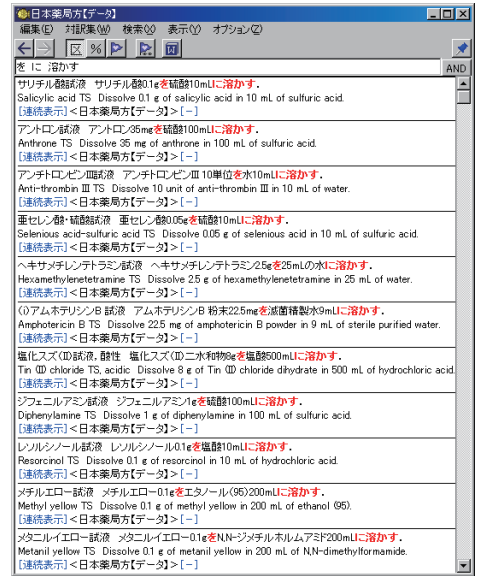 日本薬局方【データ】
編集(E) 対訳集(W) 検索(X) 表示(Y) オプション(Z)
を に 溶かす AND
サリチル酸試液 サリチル酸0.1gを硫酸10mLに溶かす.
Salicylic acid TS Dissolve 0.1 g of salicylic acid in 10 mL of sulfuric acid.
[連続表示]<日本薬局方【データ】>[-]
アントロン試液 アントロン35mgを硫酸100mLに溶かす.
Anthrone TS Dissolve 35 mg of anthrone in 100 mL of sulfuric acid.
[連続表示]<日本薬局方【データ】>[-]
アンチトロンビンⅢ試液 アンチトロンビンⅢ 10単位を水10mLに溶かす.
Anti-thrombin Ⅲ TS Dissolve 10 unit of anti-thrombin Ⅲ in 10 mL of water.
[連続表示]<日本薬局方【データ】>[-]
亜セレン酸・硫酸試液 亜セレン酸0.05gを硫酸10mLに溶かす.
Selenious acid-sulfuric acid TS Dissolve 0.05 g of selenious acid in 10 mL of sulfuric acid.
[連続表示]<日本薬局方【データ】>[-]
ヘキサメチレンテトラミン試液 ヘキサメチレンテトラミン2.5gを25mLの水に溶かす.
Hexamethylenetetramine TS Dissolve 2.5 g of hexamethylenetetramine in 25 mL of water.
[連続表示]<日本薬局方【データ】>[-]
(i)アムホテリシンB 試液 アムホテリシンB 粉末22.5mgを滅菌精製水9mLに溶かす.
Amphotericin B TS Dissolve 22.5 mg of amphotericin B powder in 9 mL of sterile purified water.
[連続表示]<日本薬局方【データ】>[-]
塩化スズ(Ⅱ)試液, 酸性 塩化スズ(Ⅱ)二水和物8gを塩酸500mLに溶かす.
Tin (Ⅱ) chloride TS, acidic Dissolve 8 g of Tin (Ⅱ) chloride dihydrate in 500 mL of hydrochloric acid.
[連続表示]<日本薬局方【データ】>[-]
ジフェニルアミン試液 ジフェニルアミン1gを硫酸100mLに溶かす.
Diphenylamine TS Dissolve 1 g of diphenylamine in 100 mL of sulfuric acid.
[連続表示]<日本薬局方【データ】>[-]
レソルシノール試液 レソルシノール0.1gを塩酸10mLに溶かす.
Resorcinol TS Dissolve 0.1 g of resorcinol in 10 mL of hydrochloric acid.
[連続表示]<日本薬局方【データ】>[-]
メチルエロー試液 メチルエロー0.1gをエタノール(95)200mLに溶かす.
Methyl yellow TS Dissolve 0.1 g of methyl yellow in 200 mL of ethanol (95).
[連続表示]<日本薬局方【データ】>[-]
メタニルイエロー試液 メタニルイエロー0.1gをN,N-ジメチルホルムアミド200mLに溶かす.
Metanil yellow TS Dissolve 0.1 g of metanil yellow in 200 mL of N,N-dimethylformamide.
[連続表示]<日本薬局方【データ】>[-]